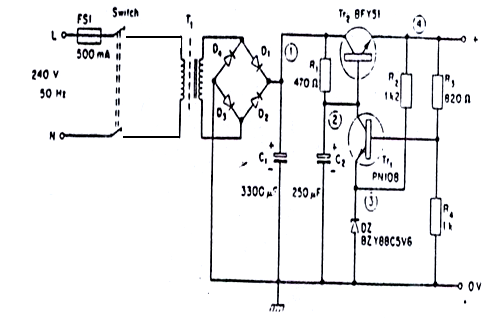 Switch
FS1
L
500 mA
240 V
50 Hz
N
T1
D4
D1
D3
D2
1
R1
470 Ω
Tr2 BFY51
4
+
R2
1k2
R3
820 Ω
2
+
C1
-
3300 µF
+
C2
-
250 µF
Tr1
PN108
3
DZ
BZY88C5V6
R4
1k
0V